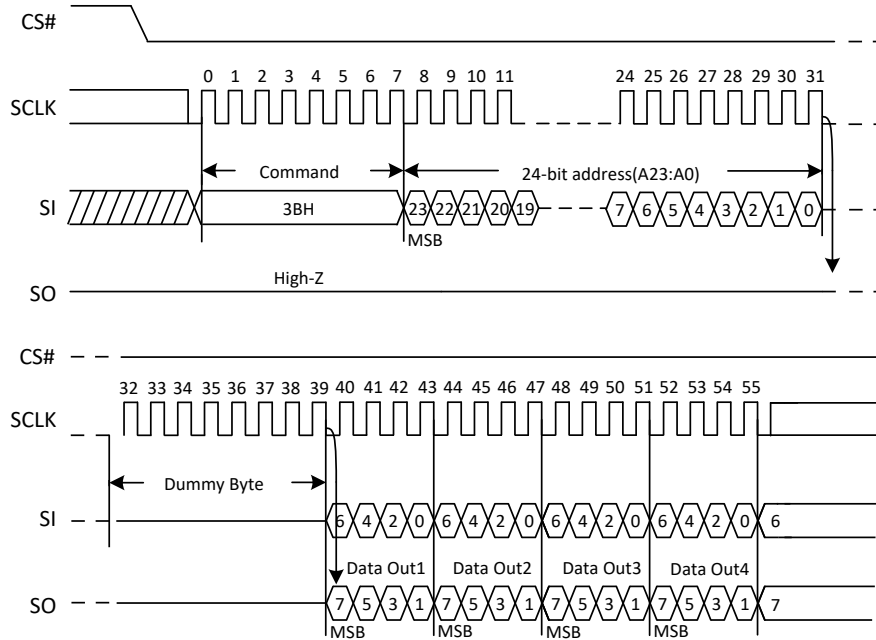 CS#
0 1 2 3 4 5 6 7 8 9 10 11 24 25 26 27 28 29 30 31
SCLK
Command 24-bit address(A23:A0)
SI 3BH 23 22 21 20 19 7 6 5 4 3 2 1 0
MSB
High-Z
SO
CS#
32 33 34 35 36 37 38 39 40 41 42 43 44 45 46 47 48 49 50 51 52 53 54 55
SCLK
Dummy Byte
SI 6 4 2 0 6 4 2 0 6 4 2 0 6 4 2 0 6
Data Out1 Data Out2 Data Out3 Data Out4
SO 7 5 3 1 7 5 3 1 7 5 3 1 7 5 3 1 7
MSB MSB MSB MSB